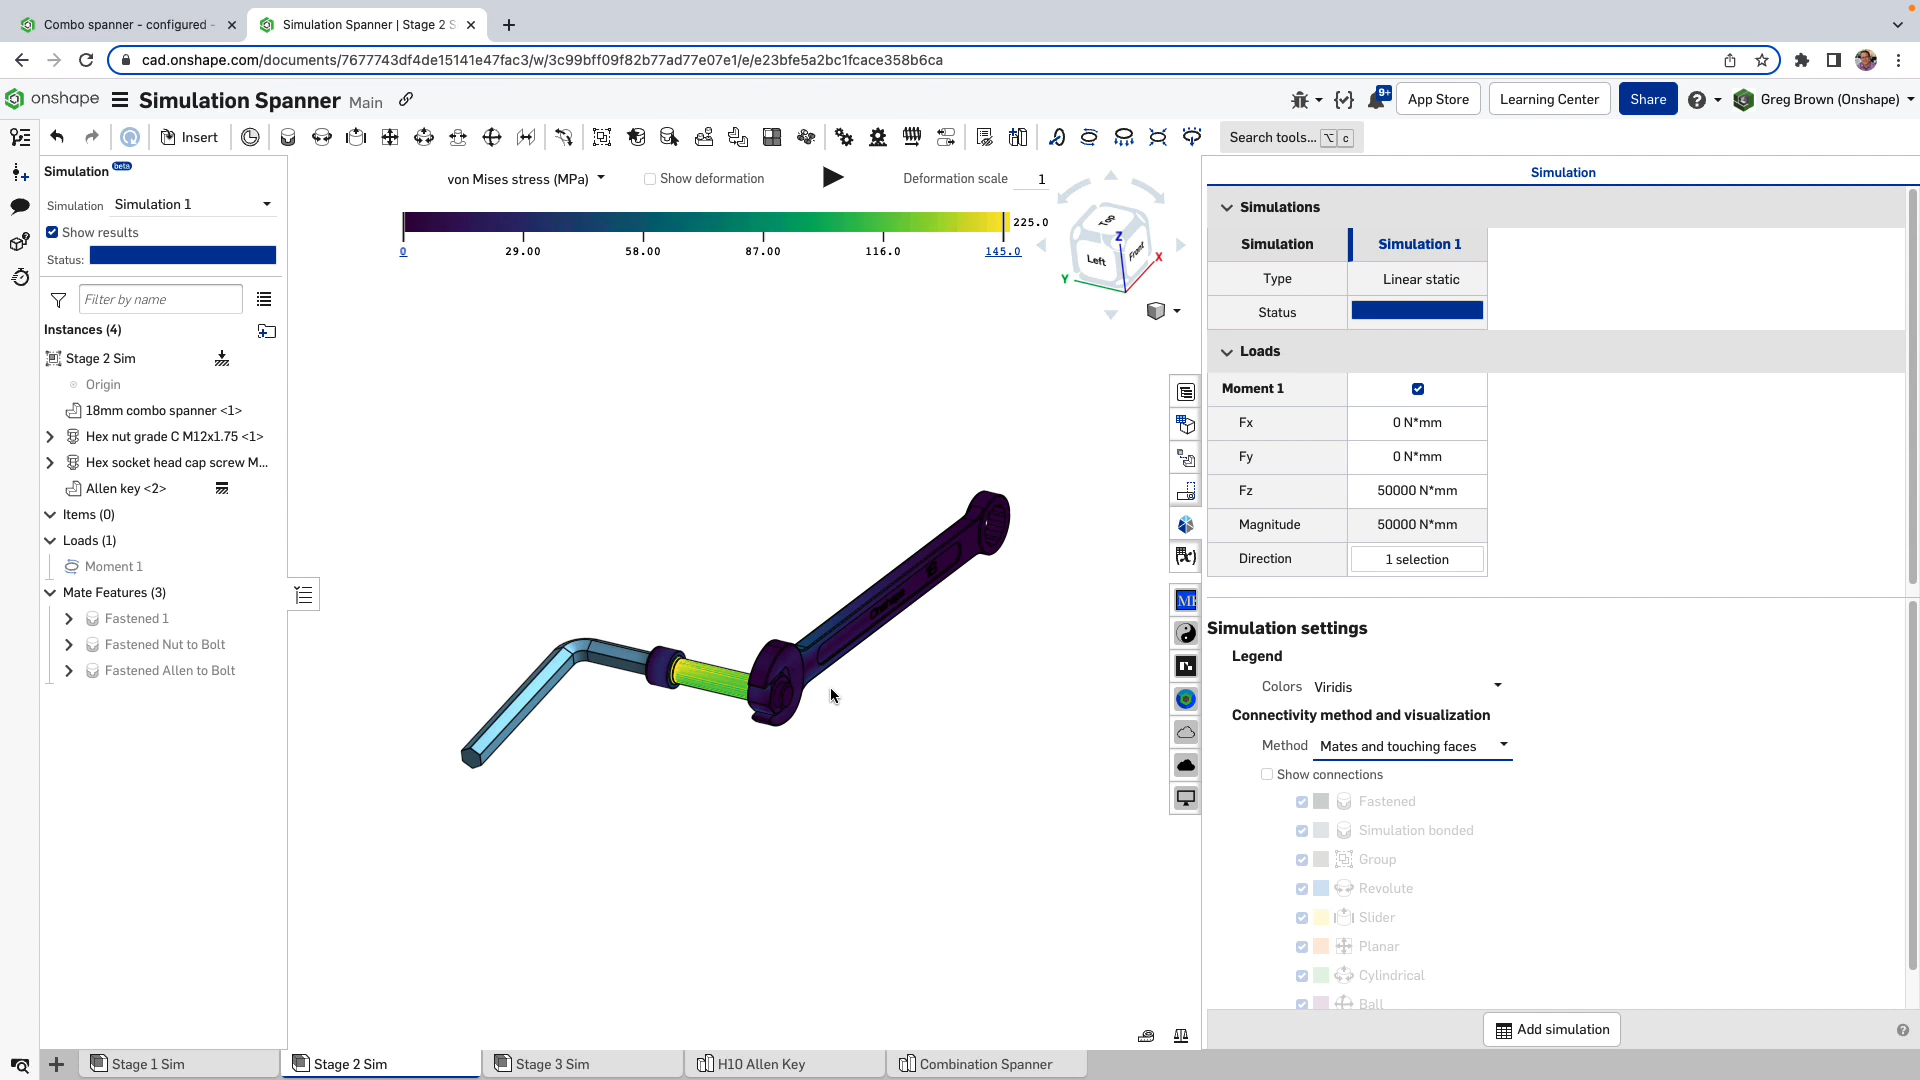 Combo spanner - configured -
Simulation Spanner | Stage 2 S
cad.onshape.com/documents/7677743df4de15141e47fac3/w/3c99bff09f82b77ad77e07e1/e/e23bfe5a2bc1fcace358b6ca
onshape
Simulation Spanner Main
9+
App Store
Learning Center
Share
Greg Brown (Onshape)
Insert
Search tools... ⌥ c
Simulation beta
Simulation Simulation 1
Show results
Status:
Filter by name
Instances (4)
Stage 2 Sim
Origin
18mm combo spanner <1>
Hex nut grade C M12x1.75 <1>
Hex socket head cap screw M...
Allen key <2>
Items (0)
Loads (1)
Moment 1
Mate Features (3)
Fastened 1
Fastened Nut to Bolt
Fastened Allen to Bolt
von Mises stress (MPa)
Show deformation
Deformation scale 1
225.0
0 29.00 58.00 87.00 116.0 145.0
Top
Z
Left
Front
X
Y
Simulation
Simulations
Simulation Simulation 1
Type Linear static
Status
Loads
Moment 1
Fx 0 N*mm
Fy 0 N*mm
Fz 50000 N*mm
Magnitude 50000 N*mm
Direction 1 selection
Simulation settings
Legend
Colors Viridis
Connectivity method and visualization
Method Mates and touching faces
Show connections
Fastened
Simulation bonded
Group
Revolute
Slider
Planar
Cylindrical
Ball
Add simulation
Stage 1 Sim
Stage 2 Sim
Stage 3 Sim
H10 Allen Key
Combination Spanner